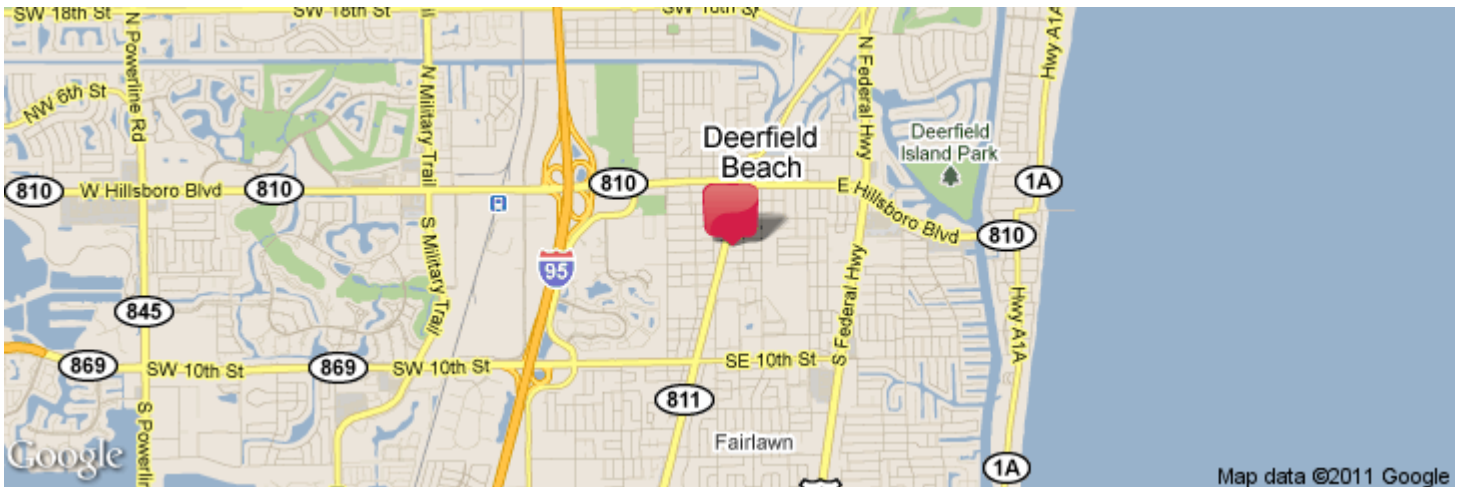 SW 18th St
SW 18th St
SW 18th St
N Powerline Rd
N Military Trail
N Federal Hwy
Hwy A1A
NW 6th St
Deerfield
Beach
Deerfield
Island Park
810
W Hillsboro Blvd
810
810
E Hillsboro Blvd
1A
810
S Military Trail
95
S Federal Hwy
Hwy A1A
845
869
SW 10th St
869
SW 10th St
SE 10th St
811
S Powerlin
Fairlawn
Google
1A
Map data ©2011 Google